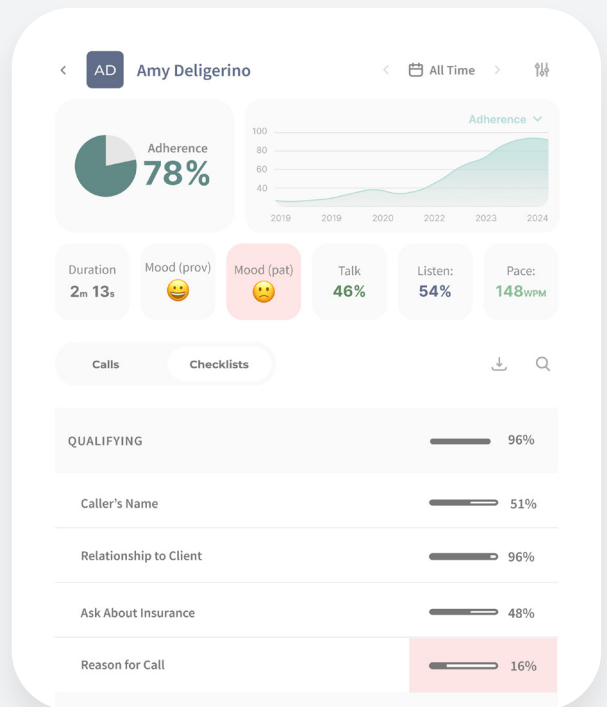 AD Amy Deligerino All Time
Adherence
78%
Adherence
100
80
60
40
2019 2019 2020 2022 2023 2024
Duration
2m 13s
Mood (prov)
Mood (pat)
Talk
46%
Listen:
54%
Pace:
148WPM
Calls Checklists
QUALIFYING 96%
Caller's Name 51%
Relationship to Client 96%
Ask About Insurance 48%
Reason for Call 16%